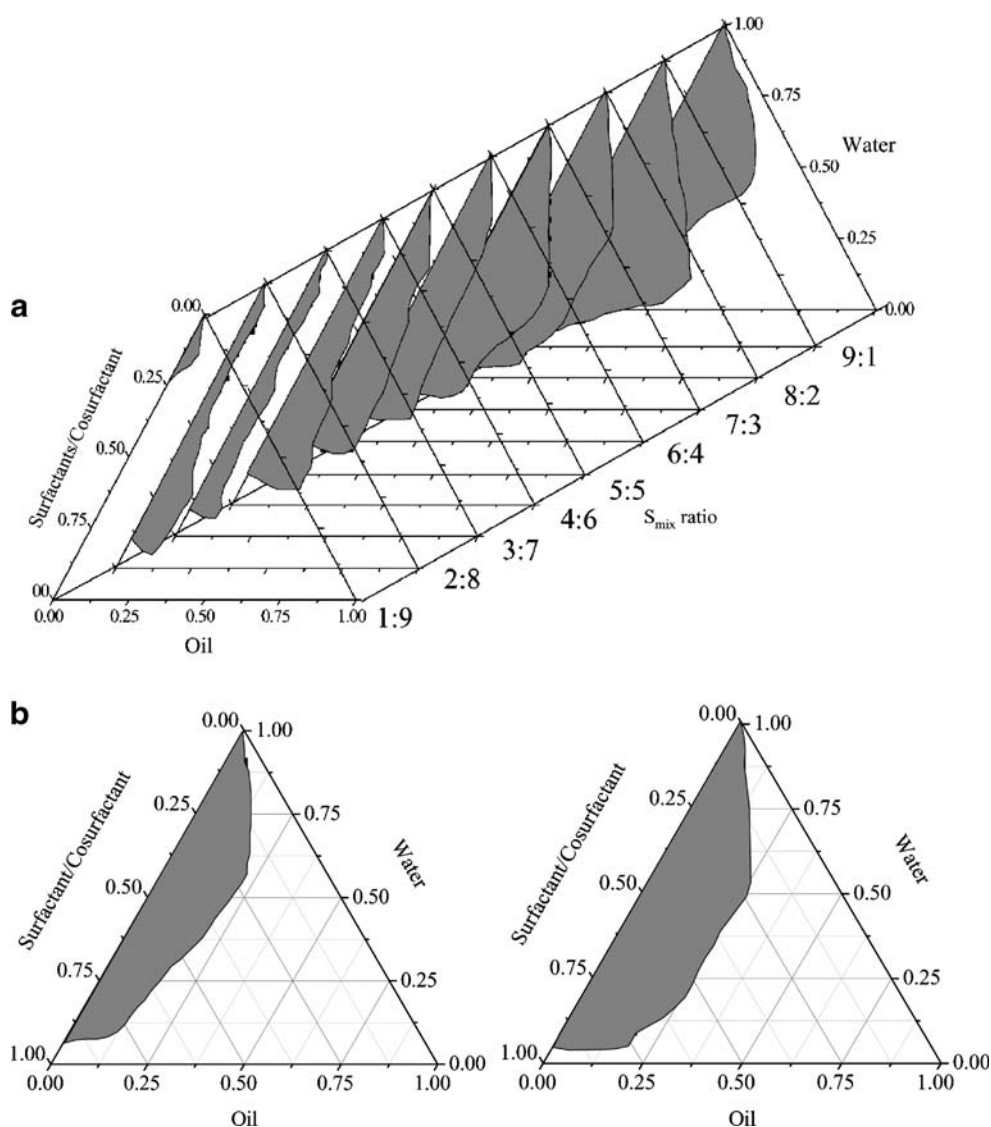 a
1.00
0.75
Water
0.50
0.25
0.00
0.00
0.25
Surfactants/Cosurfactant
0.50
0.75
00
0.00 0.25 0.50 0.75 1.00
Oil
9:1
8:2
7:3
6:4
5:5
S_mix ratio
4:6
3:7
2:8
1:9
b
0.00 1.00
0.25 0.75
Surfactant/Cosurfactant
Water
0.50 0.50
0.75 0.25
1.00 0.00
0.00 0.25 0.50 0.75 1.00
Oil
0.00 1.00
0.25 0.75
Surfactant/Cosurfactant
Water
0.50 0.50
0.75 0.25
1.00 0.00
0.00 0.25 0.50 0.75 1.00
Oil